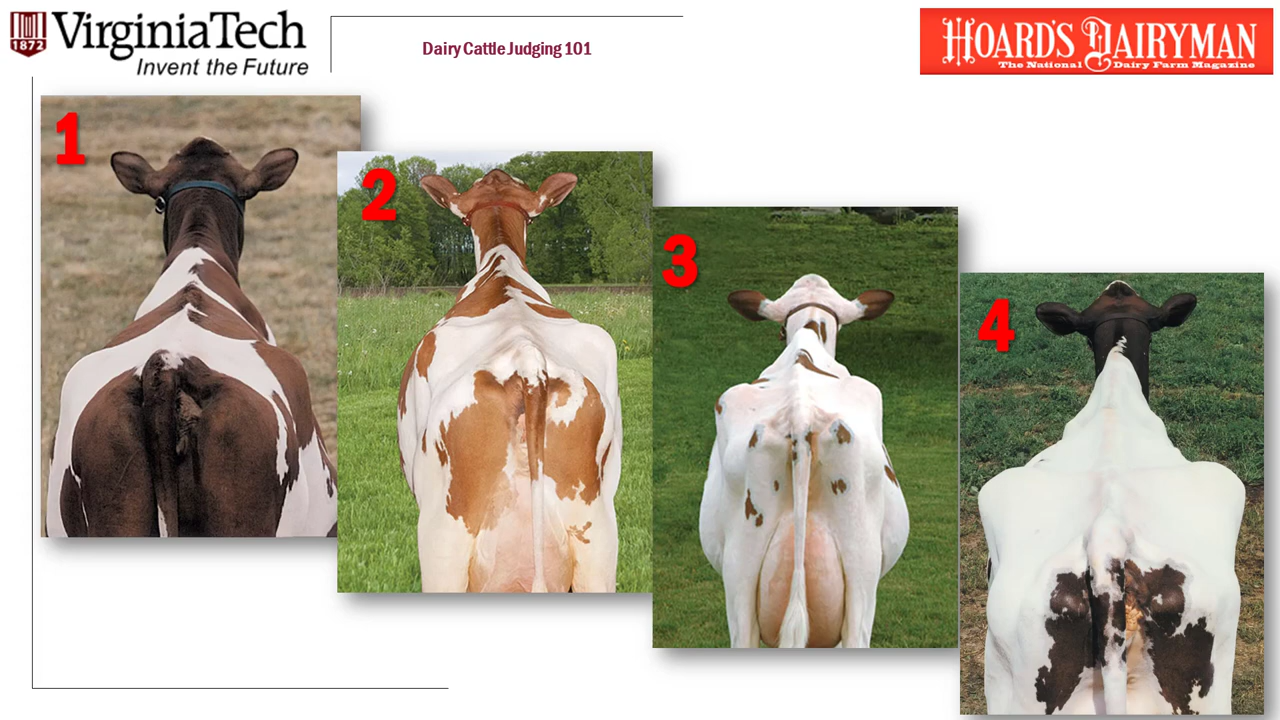 VirginiaTech
1872
Invent the Future
Dairy Cattle Judging 101
HOARD'S DAIRYMAN
The National Dairy Farm Magazine
1
2
3
4